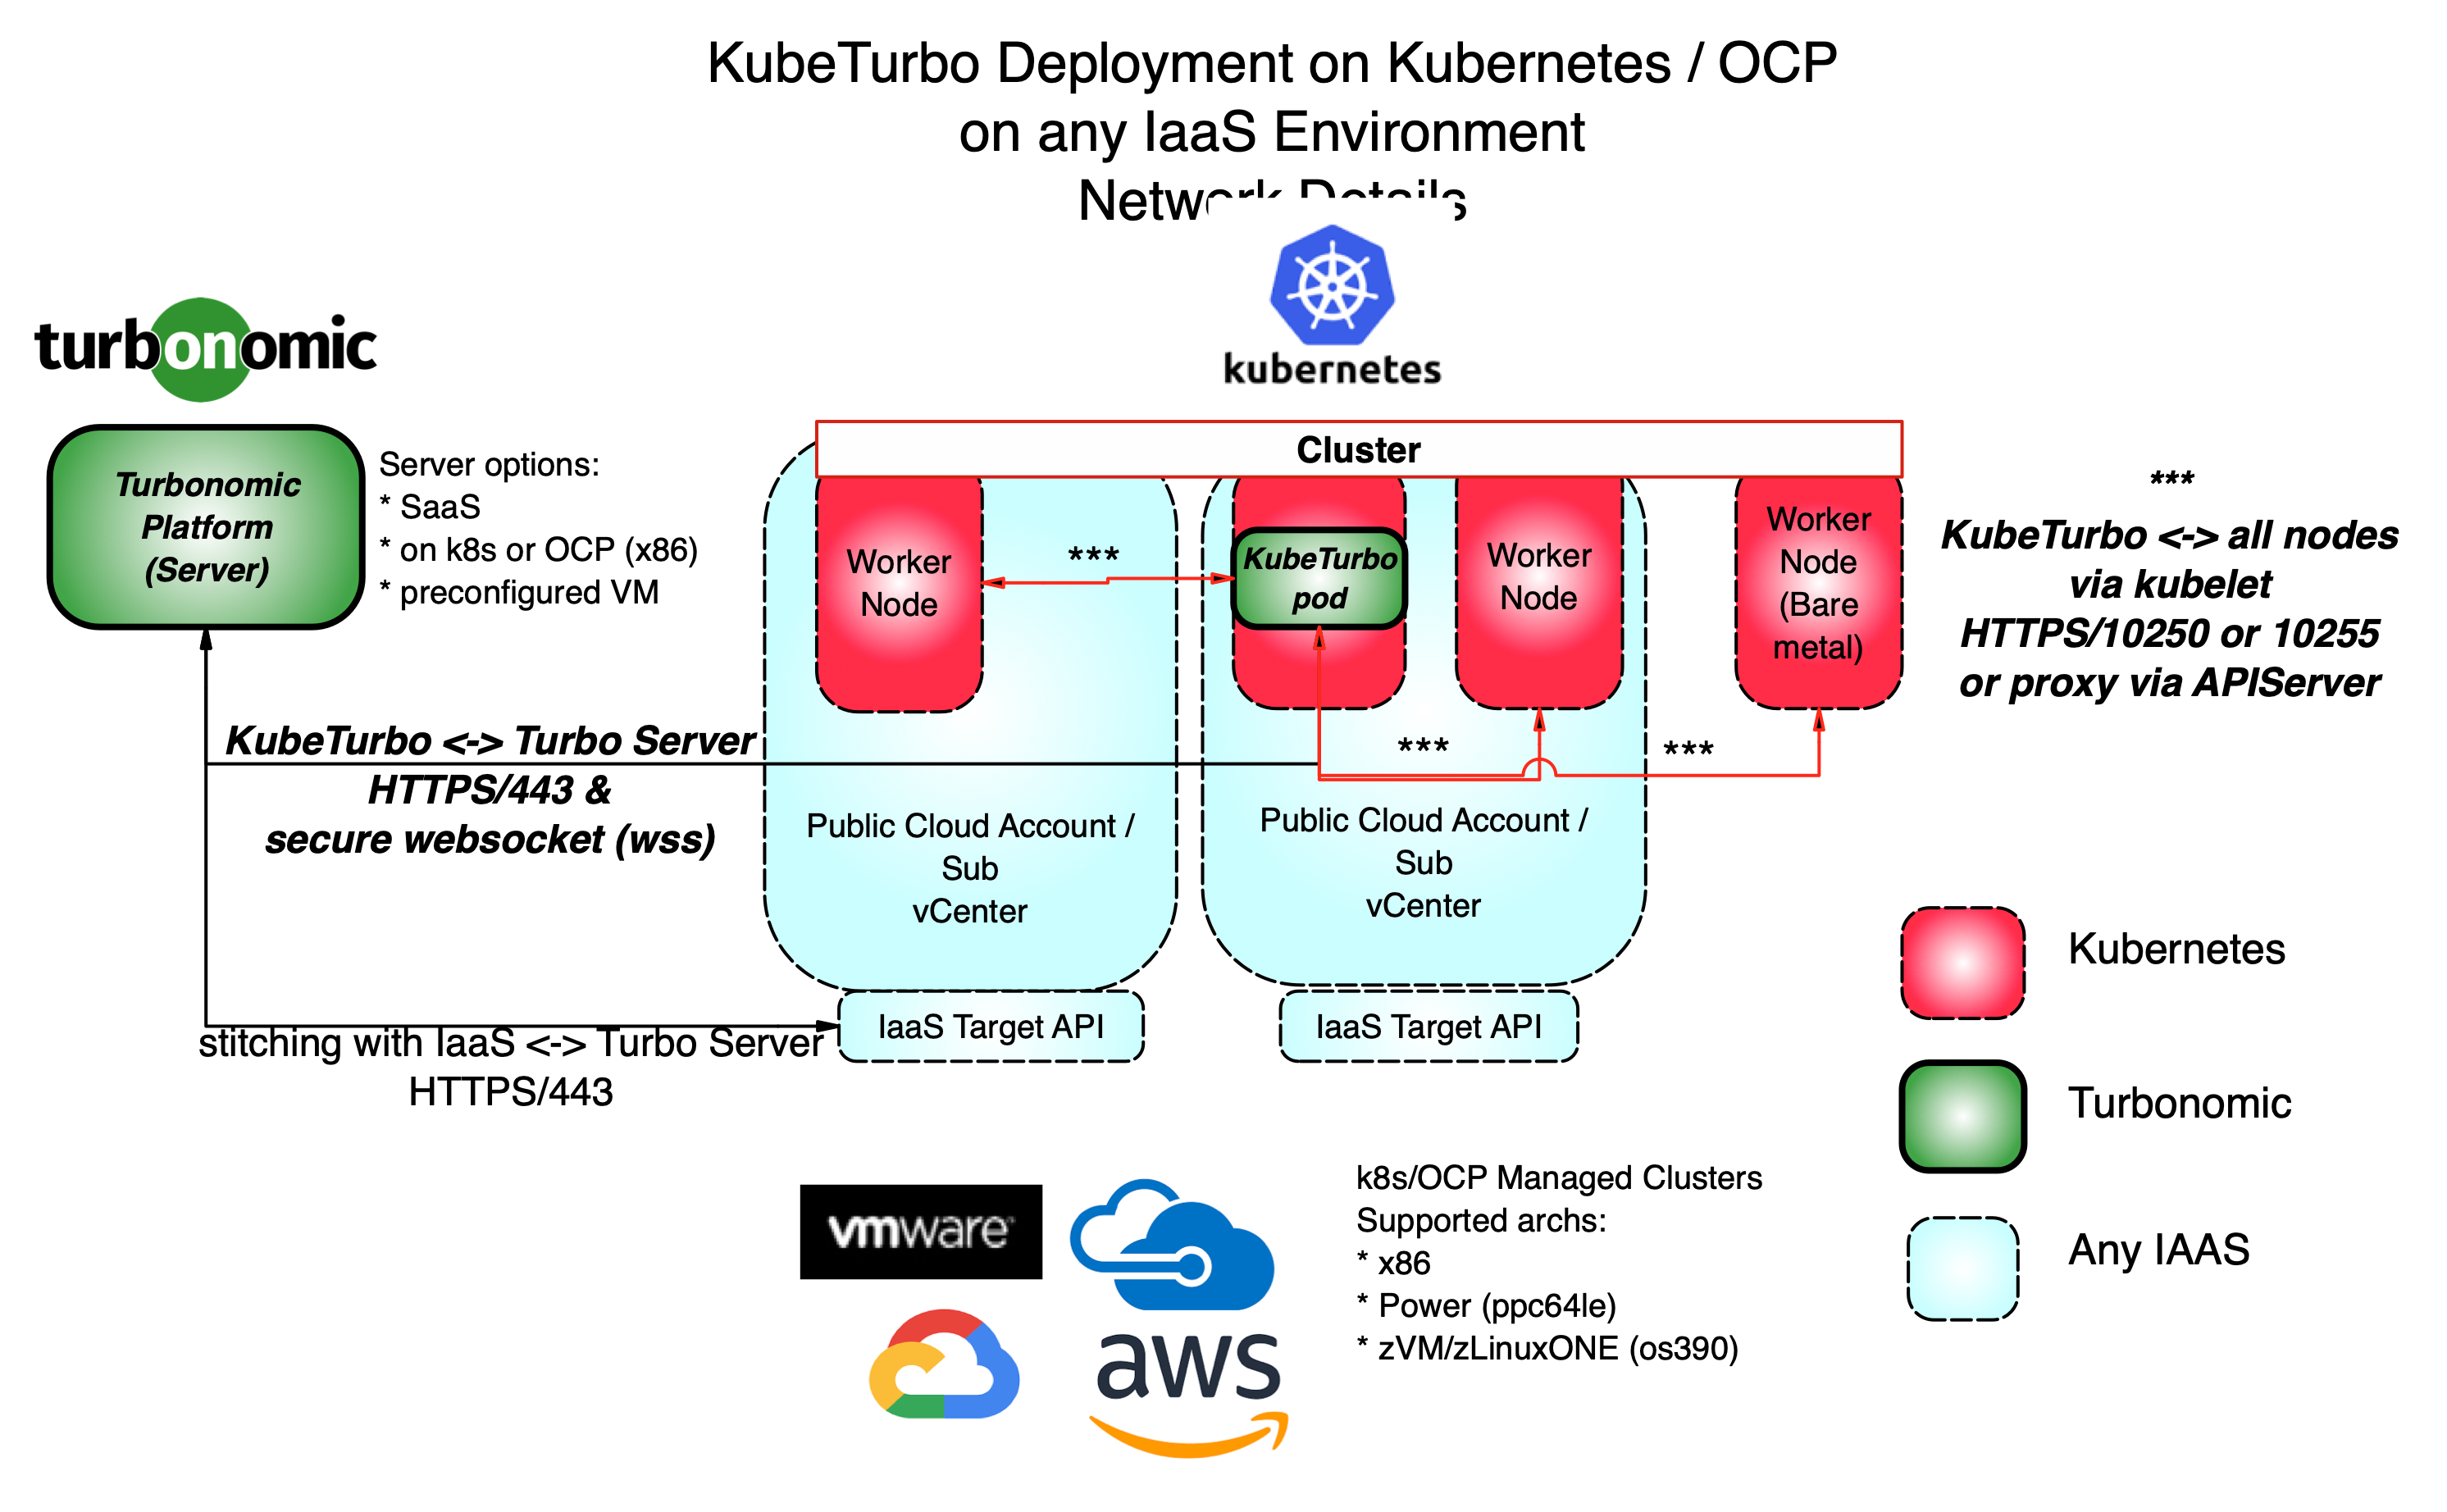 KubeTurbo Deployment on Kubernetes / OCP
on any IaaS Environment
Network Details
kubernetes
turbonomic
Cluster
Turbonomic
Platform
(Server)
Server options:
* SaaS
* on k8s or OCP (x86)
* preconfigured VM
Worker
Node
***
KubeTurbo
pod
Worker
Node
Worker
Node
(Bare
metal)
***
KubeTurbo <-> all nodes
via kubelet
HTTPS/10250 or 10255
or proxy via APIServer
***
***
KubeTurbo <-> Turbo Server
HTTPS/443 &
secure websocket (wss)
Public Cloud Account /
Sub
vCenter
Public Cloud Account /
Sub
vCenter
IaaS Target API
IaaS Target API
stitching with IaaS <-> Turbo Server
HTTPS/443
Kubernetes
Turbonomic
Any IAAS
vmware
aws
k8s/OCP Managed Clusters
Supported archs:
* x86
* Power (ppc64le)
* zVM/zLinuxONE (os390)